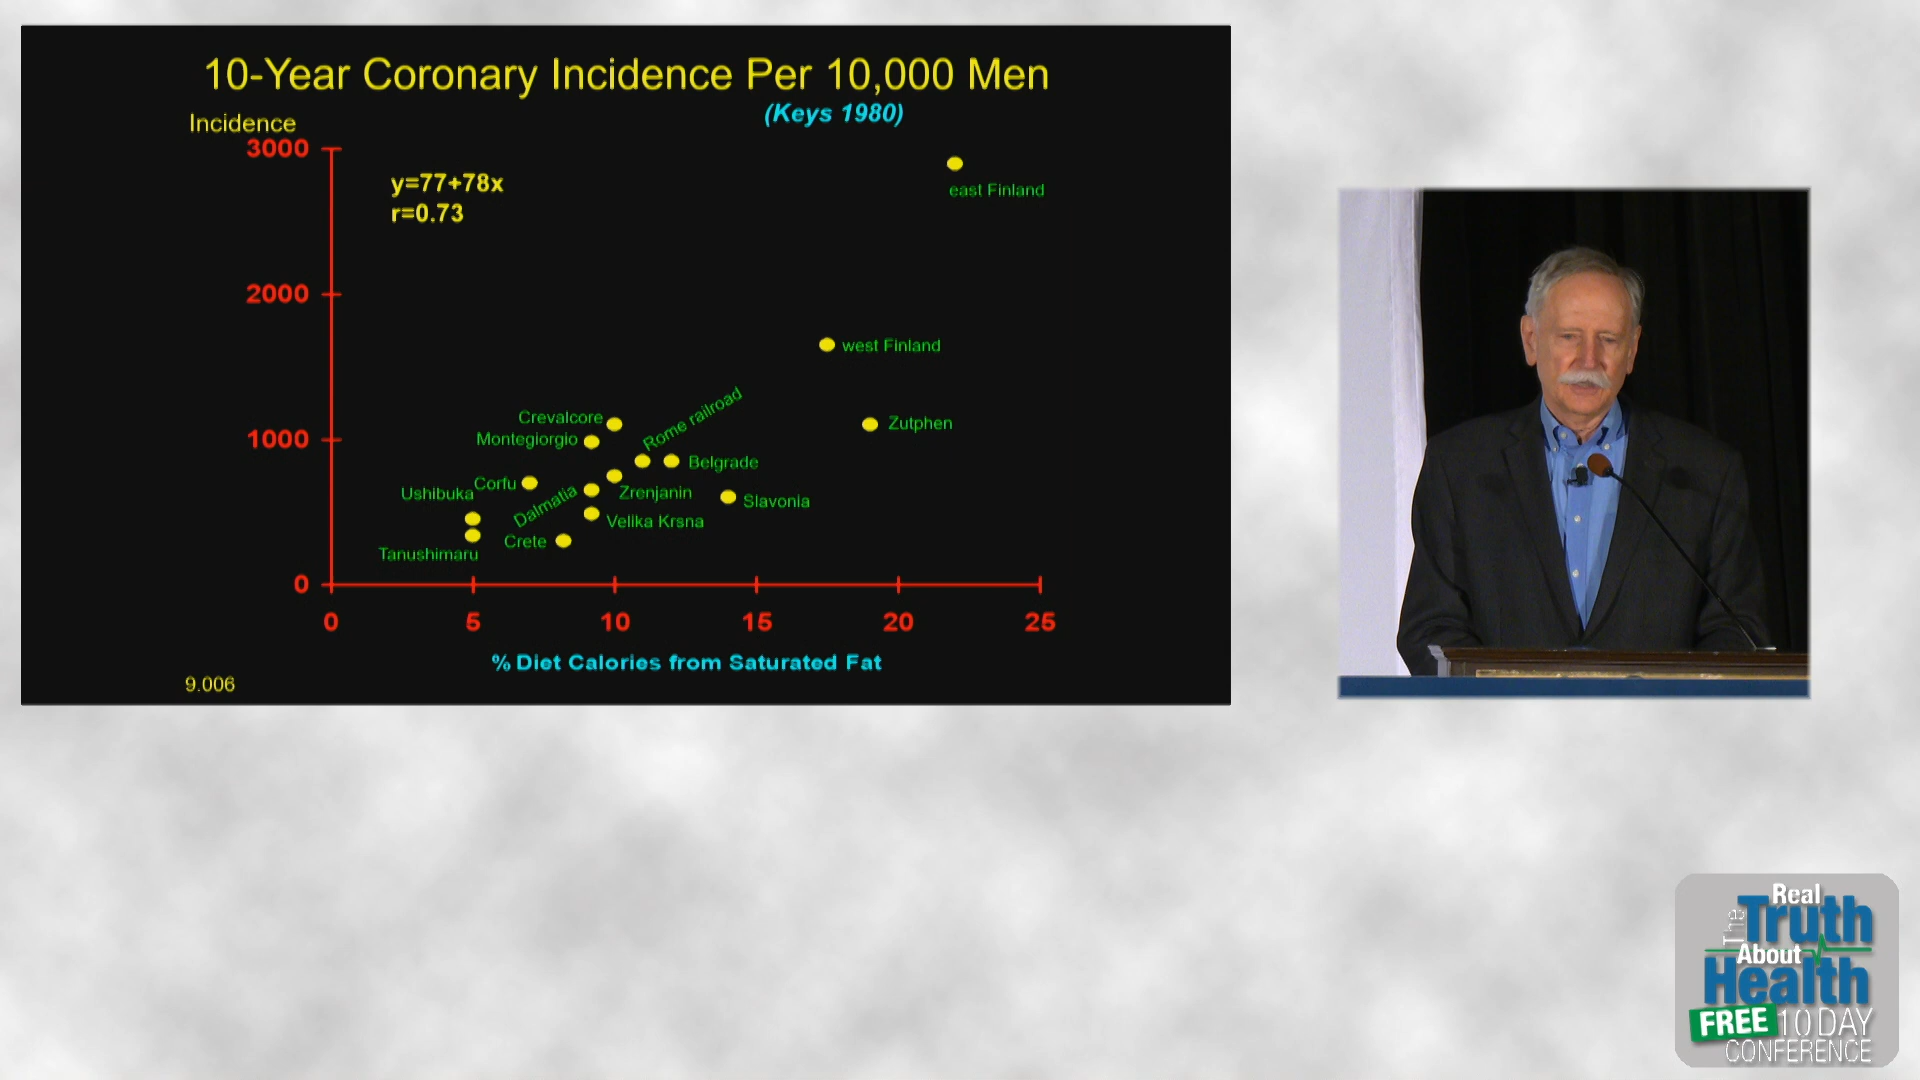 10-Year Coronary Incidence Per 10,000 Men
(Keys 1980)
Incidence
3000
y=77+78x
r=0.73
east Finland
2000
west Finland
Rome railroad
Crevalcore
Zutphen
Montegiorgio
1000
Belgrade
Corfu
Ushibuka
Dalmatia
Zrenjanin
Slavonia
Velika Krsna
Crete
Tanushimaru
0
0 5 10 15 20 25
% Diet Calories from Saturated Fat
9.006
The Real
Truth
About
Health
FREE 10 DAY
CONFERENCE